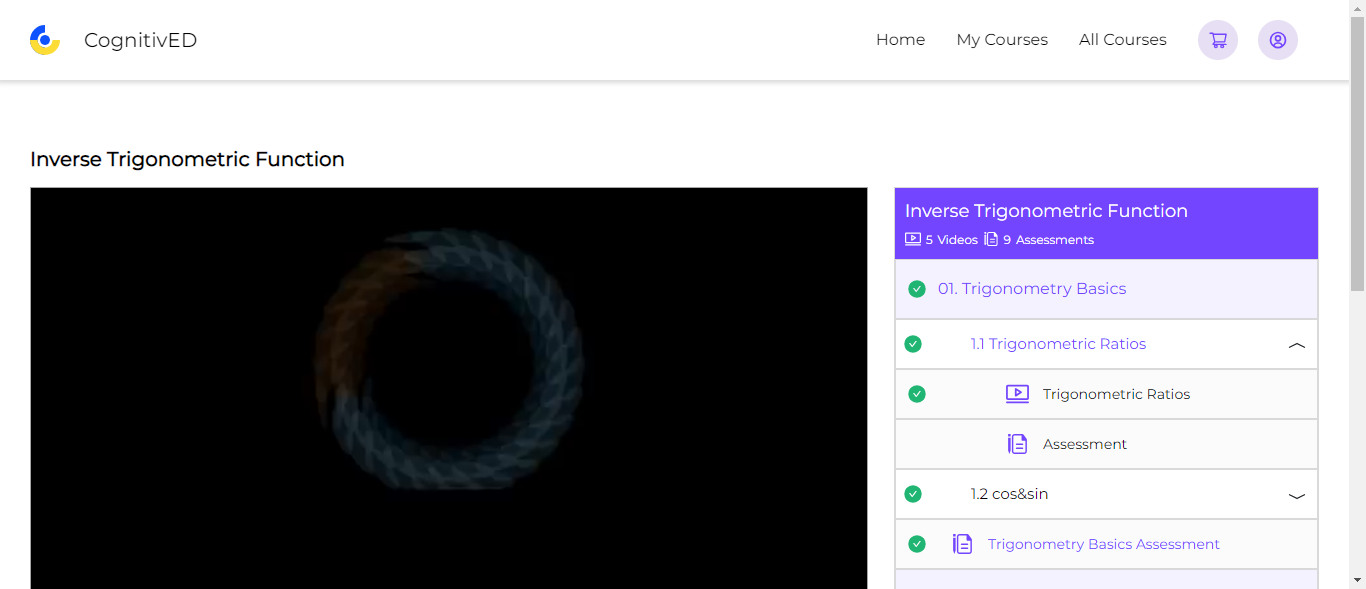 CognitivED
Home My Courses All Courses
Inverse Trigonometric Function
Inverse Trigonometric Function
5 Videos 9 Assessments
01. Trigonometry Basics
1.1 Trigonometric Ratios
Trigonometric Ratios
Assessment
1.2 cos&sin
Trigonometry Basics Assessment